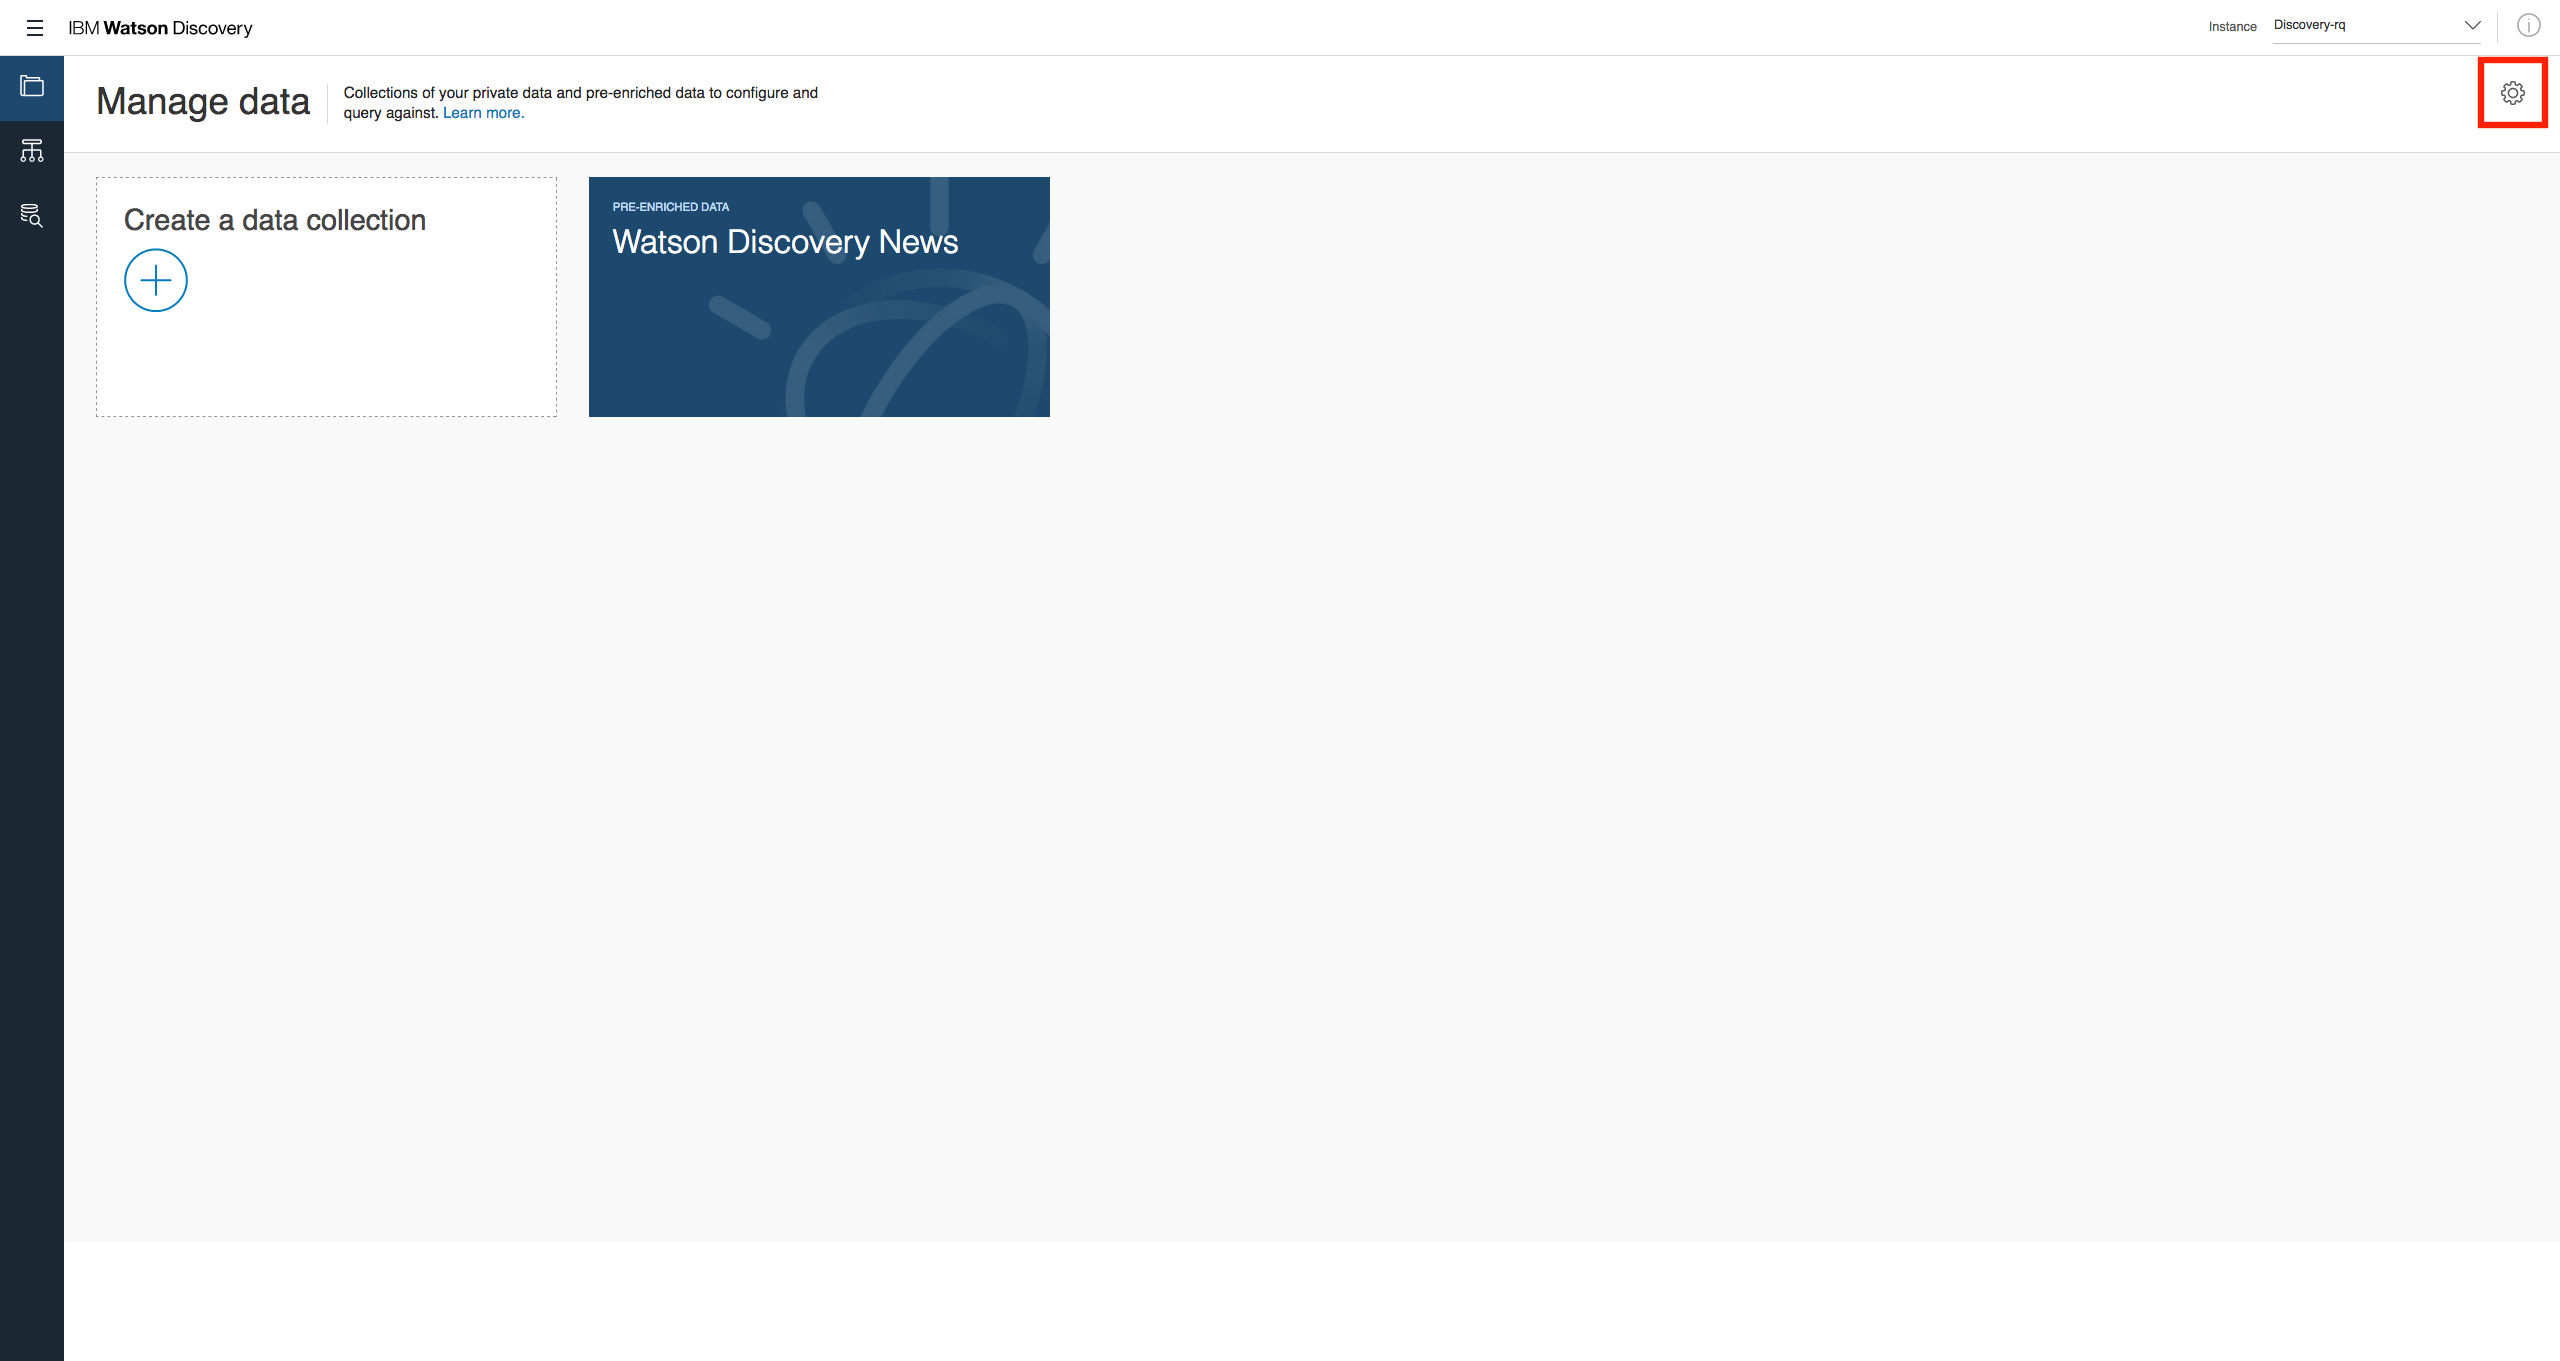 IBM Watson Discovery
Instance
Discovery-rq
Manage data
Collections of your private data and pre-enriched data to configure and
query against. Learn more.
Create a data collection
PRE-ENRICHED DATA
Watson Discovery News